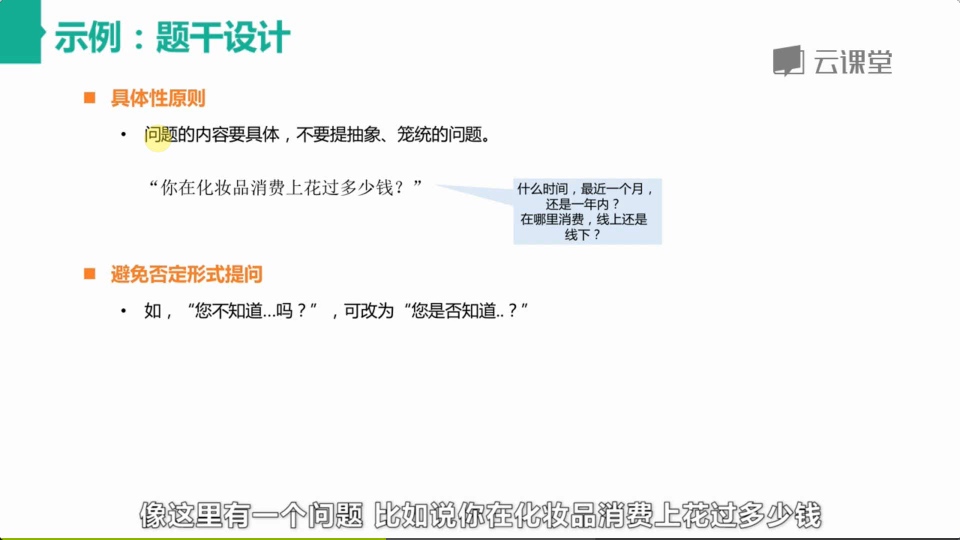 示例：题干设计
云课堂
■ 具体性原则
• 问题的内容要具体，不要提抽象、笼统的问题。
“你在化妆品消费上花过多少钱？”
什么时间，最近一个月，
还是一年内？
在哪里消费，线上还是
线下？
■ 避免否定形式提问
• 如，“您不知道...吗？”，可改为“您是否知道..？”
像这里有一个问题 比如说你在化妆品消费上花过多少钱